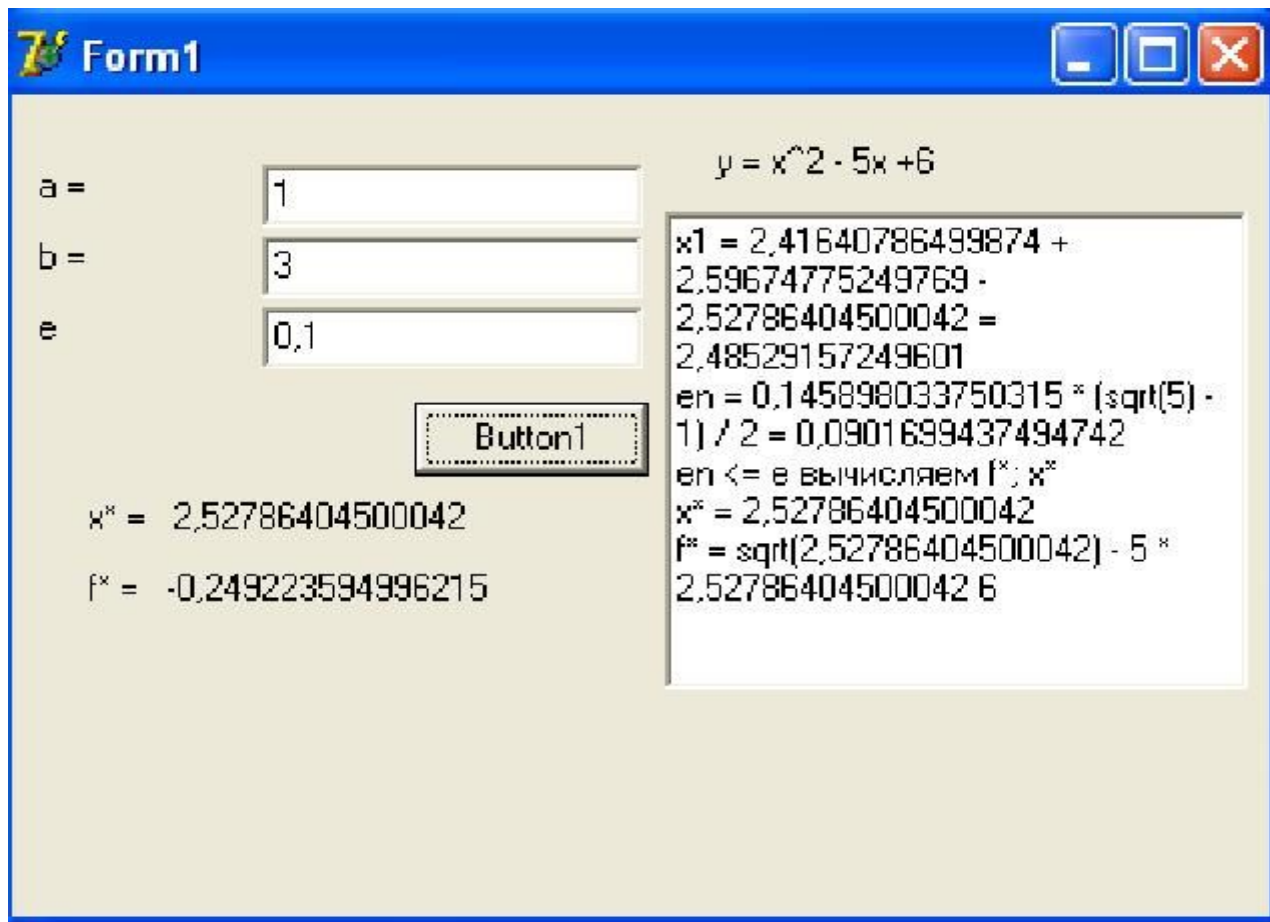 Form1
a =
1
b =
3
e
0,1
Button1
x* = 2,52786404500042
f* = -0,249223594996215
y = x^2 - 5x +6
x1 = 2,41640786499874 +
2,59674775249769 -
2,52786404500042 =
2,48529157249601
en = 0,145898033750315 * (sqrt(5) -
1) / 2 = 0,0901699437494742
en <= e вычисляем f*; x*
x* = 2,52786404500042
f* = sqrt(2,52786404500042) - 5 *
2,52786404500042 6